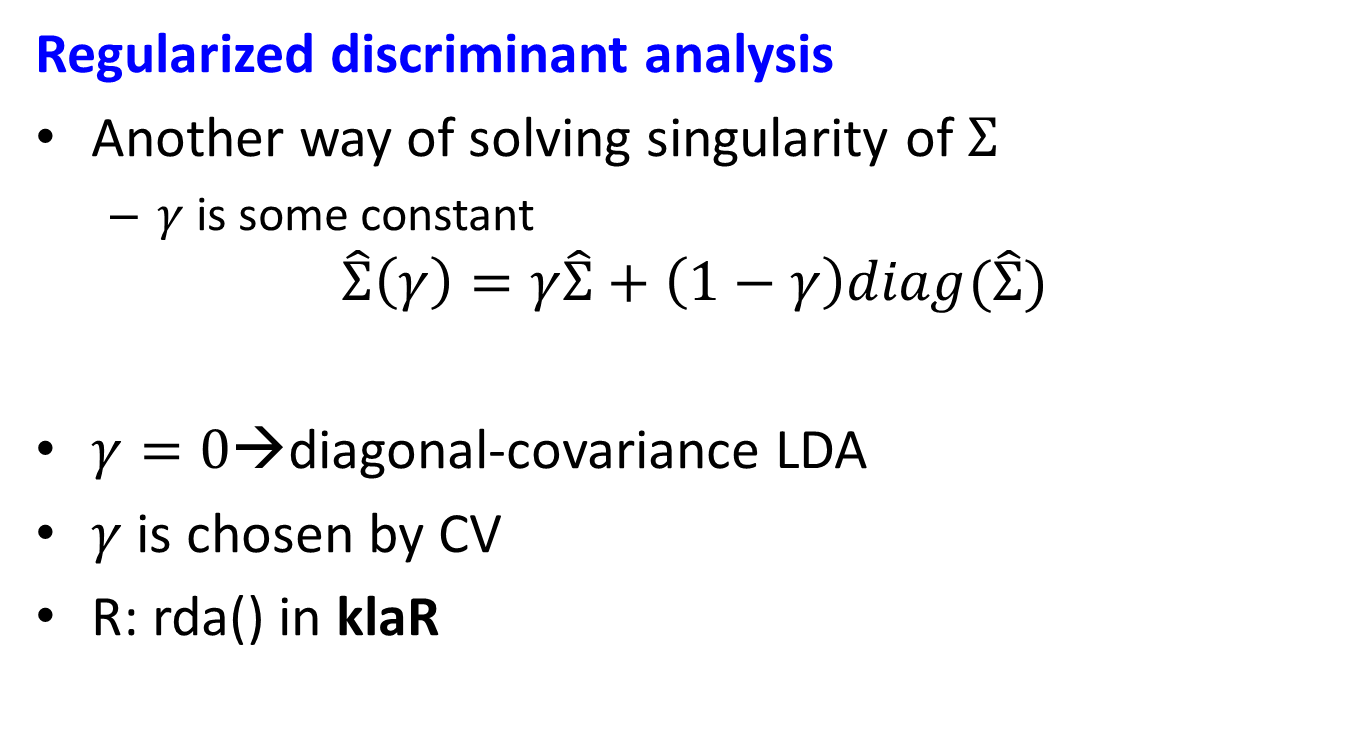 Regularized discriminant analysis
• Another way of solving singularity of Σ
– γ is some constant
Σ̂(γ) = γΣ̂ + (1 − γ)diag(Σ̂)
• γ = 0→diagonal-covariance LDA
• γ is chosen by CV
• R: rda() in klaR